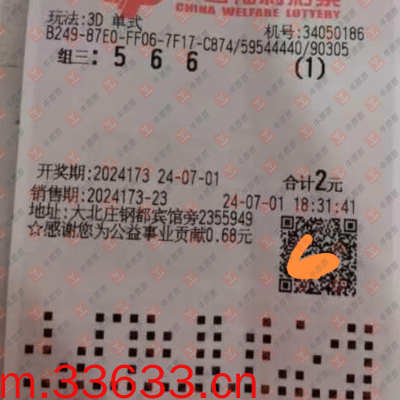 CHINA WELFARE LOTTERY
玩法:3D 单式
机号:34050186
B249-87E0-FF06-7F17-C874/59544440/90305
组三: 5 6 6 (1)
开奖期:2024173 24-07-01 合计2元
销售期:2024173-23 24-07-01 18:31:41
地址:大北庄钢都宾馆旁2355949
☆感谢您为公益事业贡献0.68元
m.33633.cn